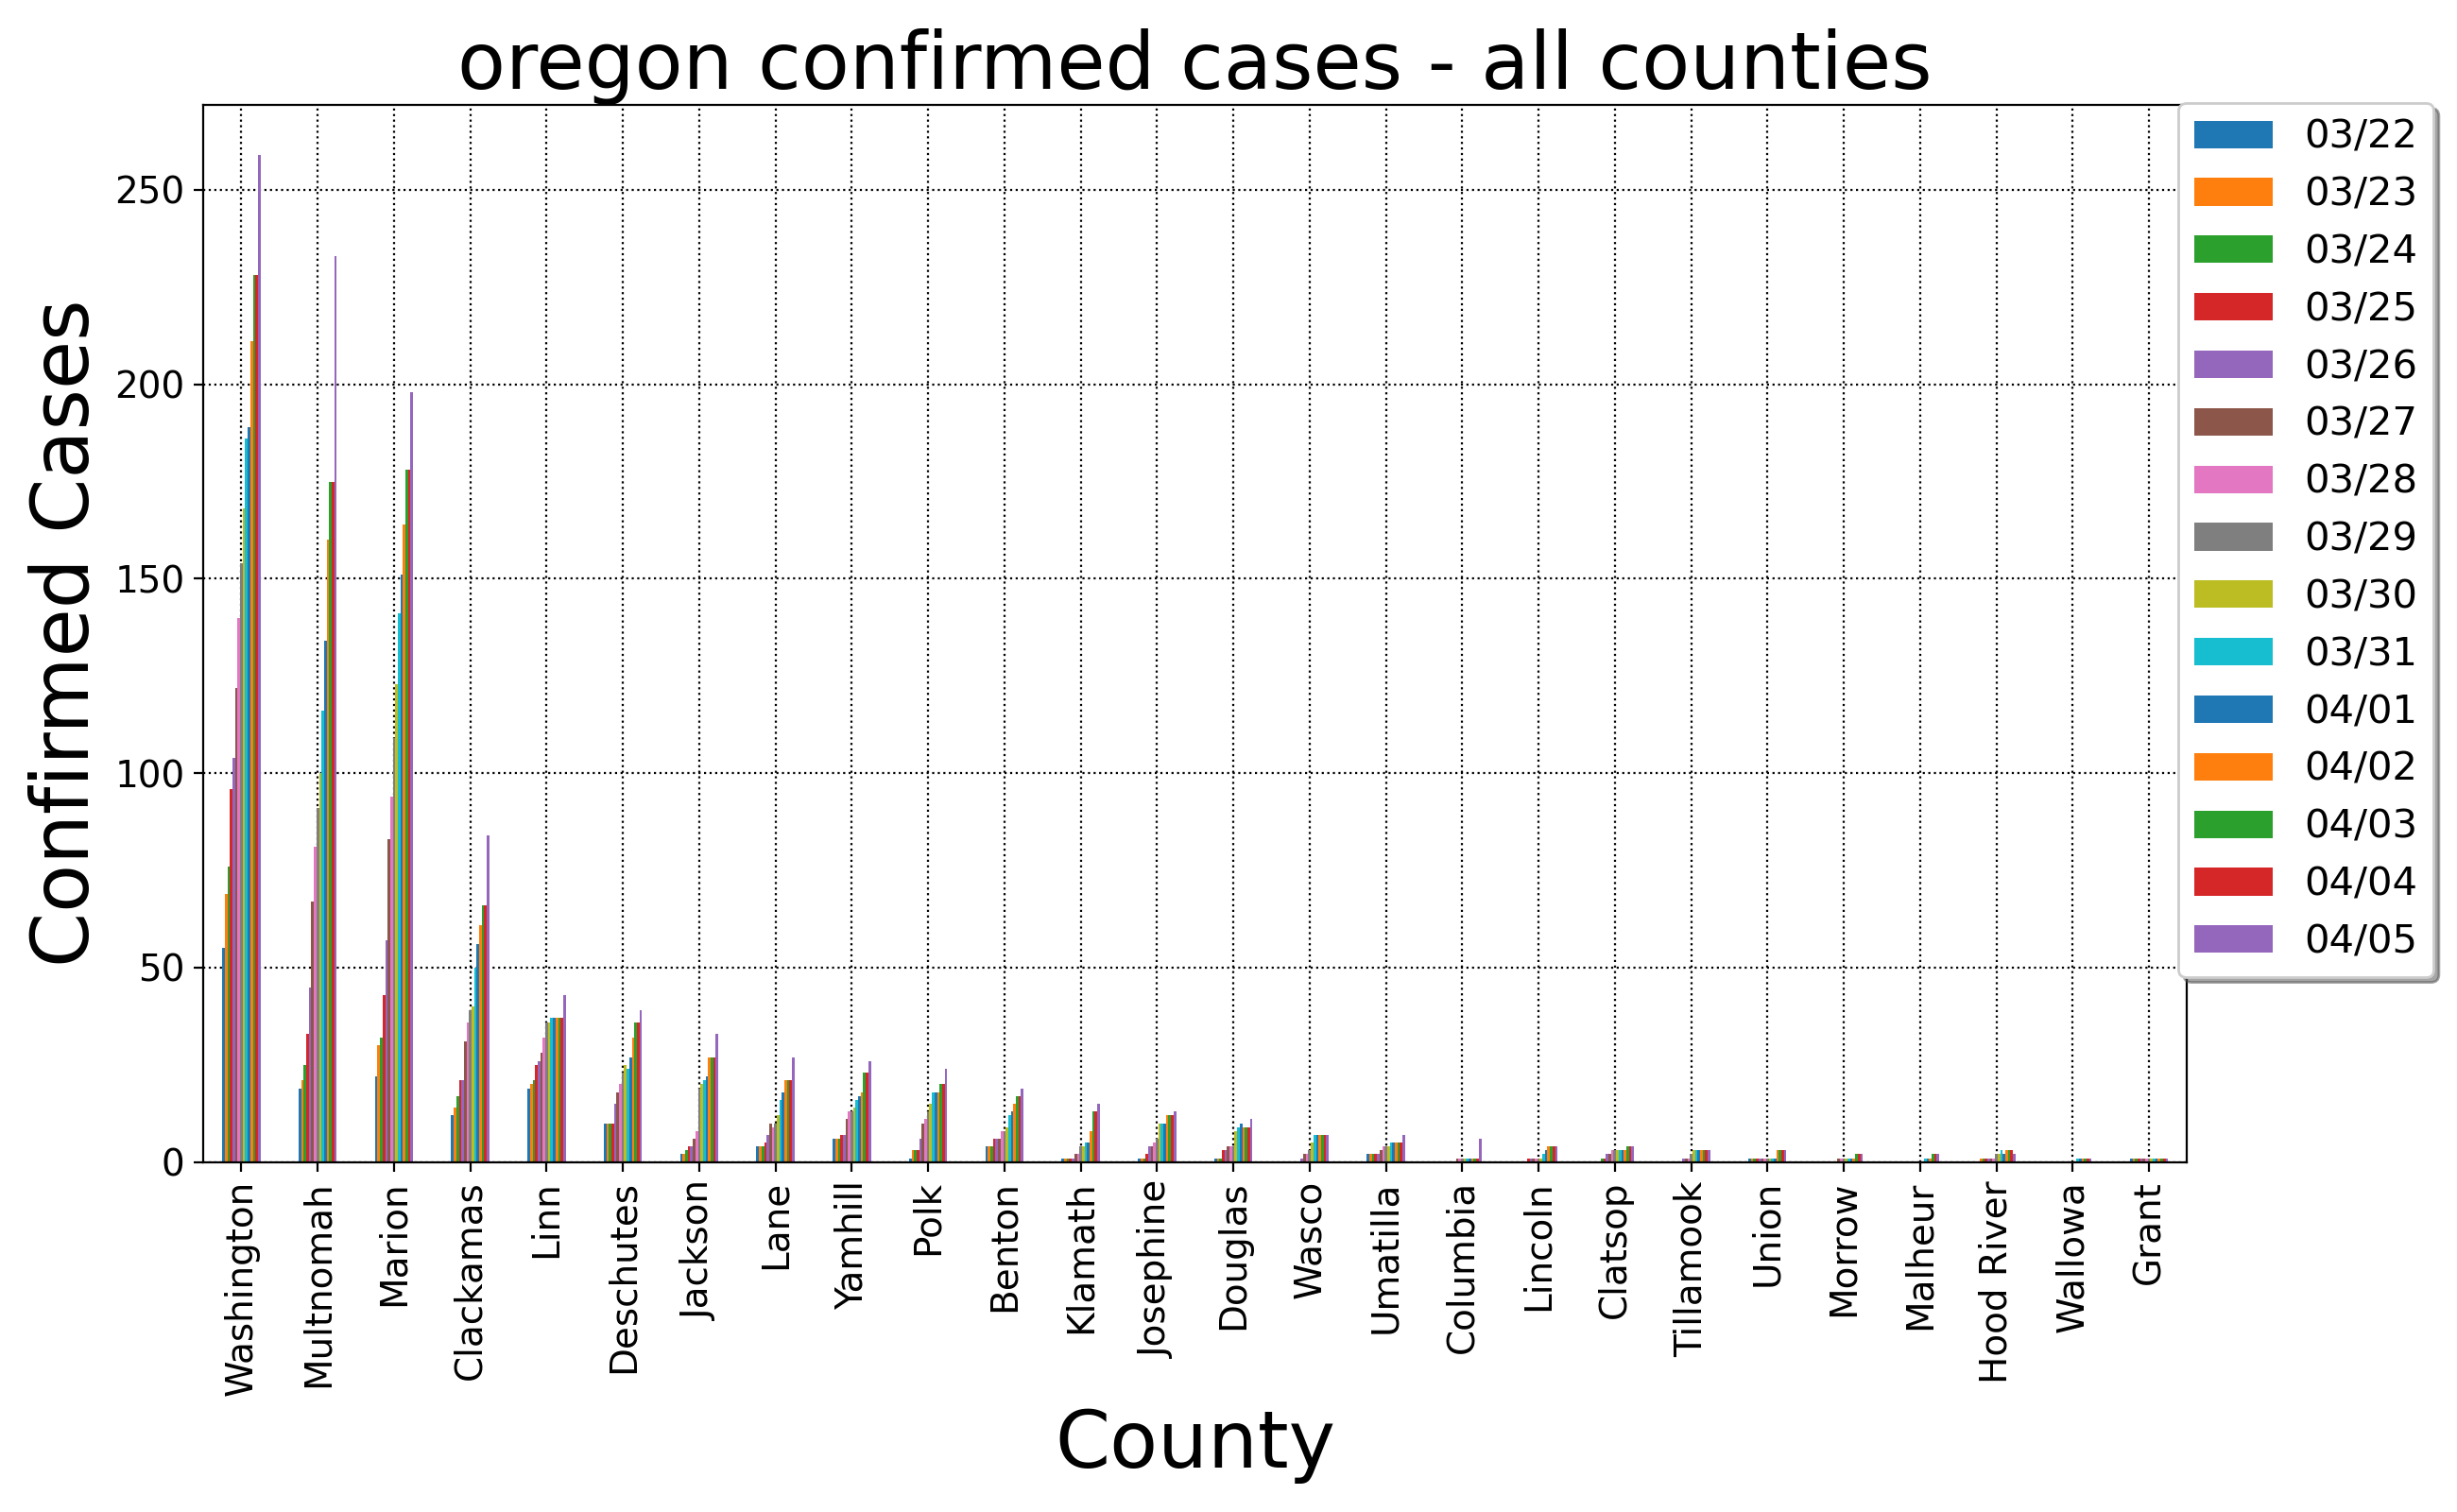 oregon confirmed cases - all counties
Confirmed Cases
250
200
150
100
50
0
03/22
03/23
03/24
03/25
03/26
03/27
03/28
03/29
03/30
03/31
04/01
04/02
04/03
04/04
04/05
Washington
Multnomah
Marion
Clackamas
Linn
Deschutes
Jackson
Lane
Yamhill
Polk
Benton
Klamath
Josephine
Douglas
Wasco
Umatilla
Columbia
Lincoln
Clatsop
Tillamook
Union
Morrow
Malheur
Hood River
Wallowa
Grant
County